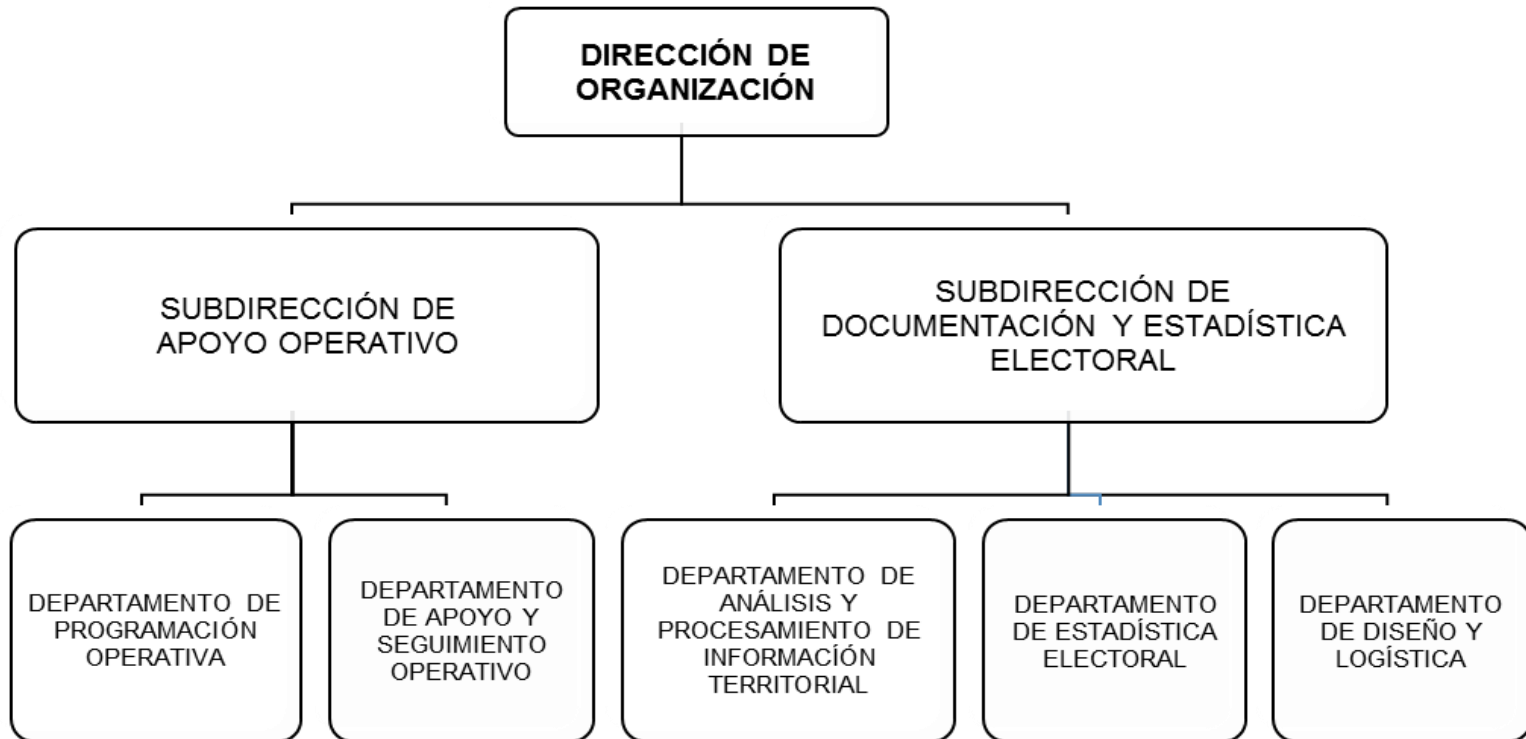 DIRECCIÓN DE
ORGANIZACIÓN
SUBDIRECCIÓN DE
APOYO OPERATIVO
SUBDIRECCIÓN DE
DOCUMENTACIÓN Y ESTADÍSTICA
ELECTORAL
DEPARTAMENTO DE
PROGRAMACIÓN
OPERATIVA
DEPARTAMENTO
DE APOYO Y
SEGUIMIENTO
OPERATIVO
DEPARTAMENTO DE
ANÁLISIS Y
PROCESAMIENTO DE
INFORMACÍÓN
TERRITORIAL
DEPARTAMENTO
DE ESTADÍSTICA
ELECTORAL
DEPARTAMENTO
DE DISEÑO Y
LOGÍSTICA